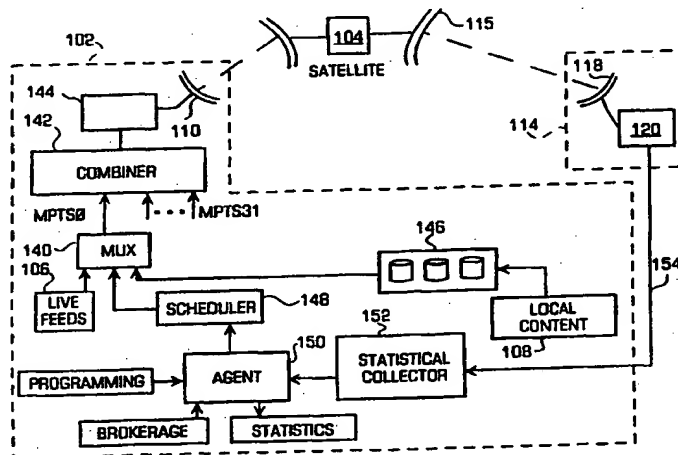 102
104
115
SATELLITE
118
144
110
142
COMBINER
114
120
MPTS0
MPTS31
140
MUX
146
154
106
LIVE
FEEDS
SCHEDULER
148
152
LOCAL
CONTENT
108
150
STATISTICAL
COLLECTOR
PROGRAMMING
AGENT
BROKERAGE
STATISTICS